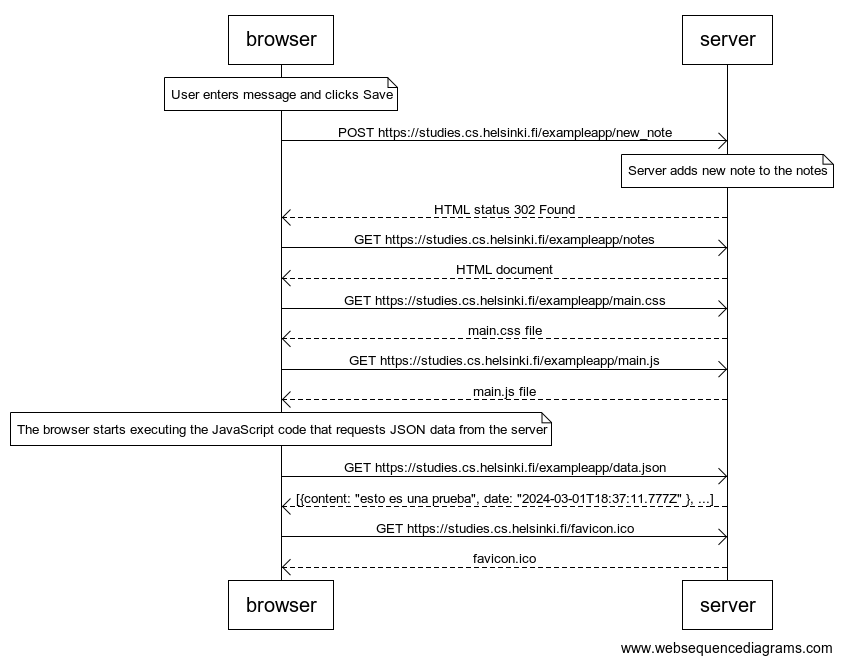 browser
server
User enters message and clicks Save
POST https://studies.cs.helsinki.fi/exampleapp/new_note
Server adds new note to the notes
HTML status 302 Found
GET https://studies.cs.helsinki.fi/exampleapp/notes
HTML document
GET https://studies.cs.helsinki.fi/exampleapp/main.css
main.css file
GET https://studies.cs.helsinki.fi/exampleapp/main.js
main.js file
The browser starts executing the JavaScript code that requests JSON data from the server
GET https://studies.cs.helsinki.fi/exampleapp/data.json
[{content: "esto es una prueba", date: "2024-03-01T18:37:11.777Z" }, ...]
GET https://studies.cs.helsinki.fi/favicon.ico
favicon.ico
browser
server
www.websequencediagrams.com